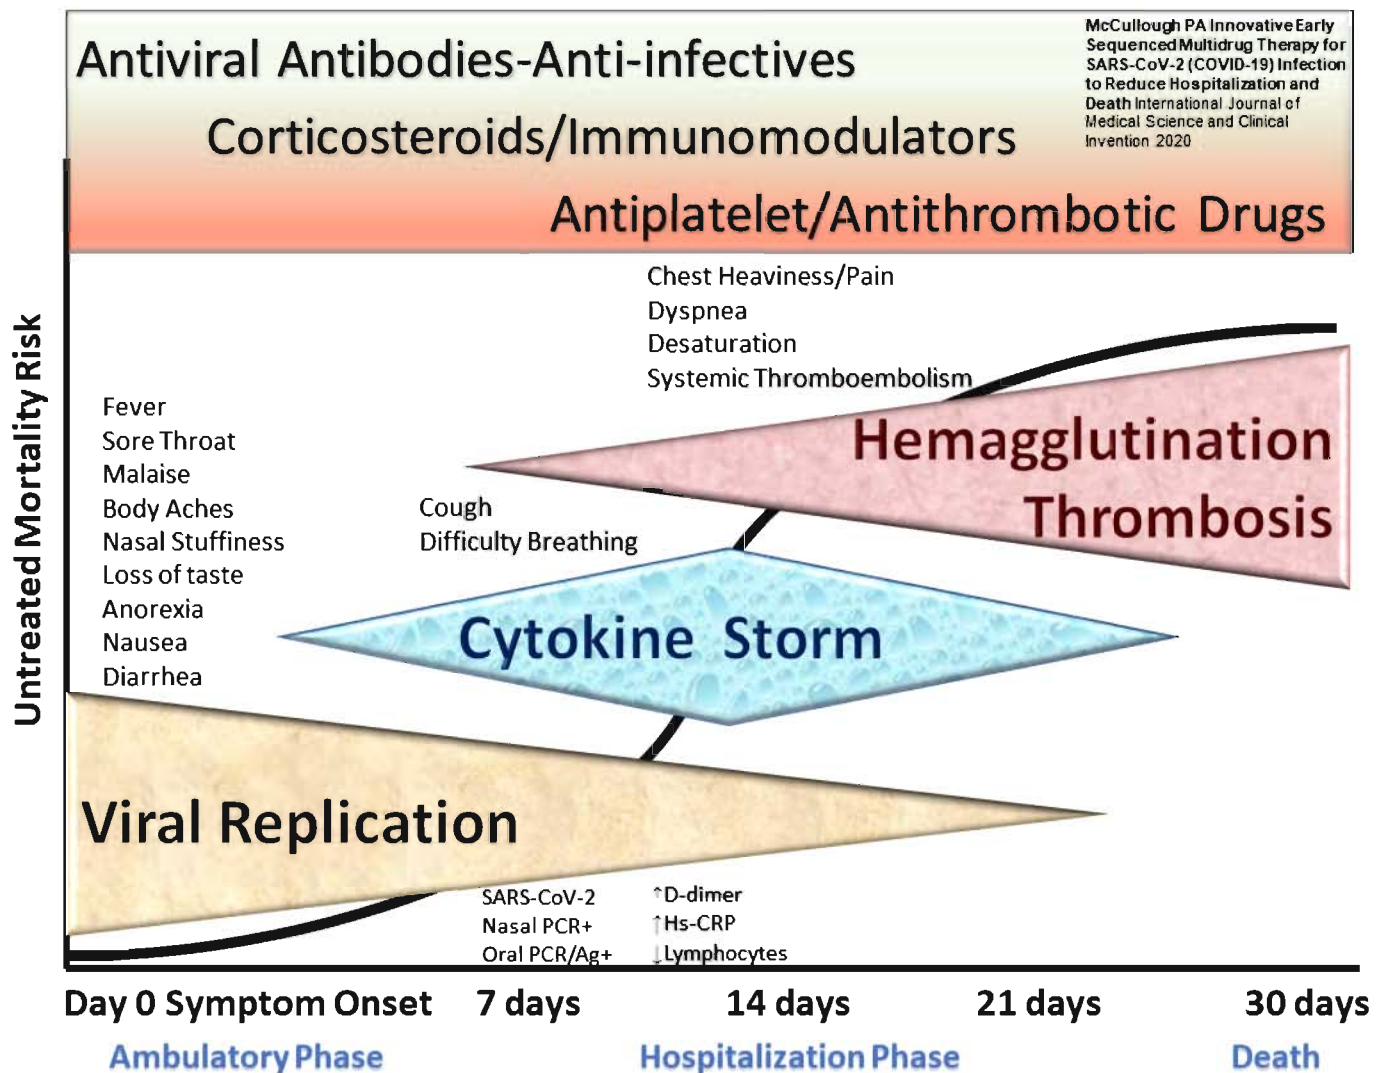 Antiviral Antibodies-Anti-infectives
Corticosteroids/Immunomodulators
Antiplatelet/Antithrombotic Drugs
McCullough PA Innovative Early
Sequenced Multidrug Therapy for
SARS-CoV-2 (COVID-19) Infection
to Reduce Hospitalization and
Death International Journal of
Medical Science and Clinical
Invention 2020
Untreated Mortality Risk
Chest Heaviness/Pain
Dyspnea
Desaturation
Systemic Thromboembolism
Fever
Sore Throat
Malaise
Body Aches
Nasal Stuffiness
Loss of taste
Anorexia
Nausea
Diarrhea
Cough
Difficulty Breathing
Hemagglutination
Thrombosis
Cytokine Storm
Viral Replication
SARS-CoV-2
Nasal PCR+
Oral PCR/Ag+
↑D-dimer
↑Hs-CRP
↓Lymphocytes
Day 0 Symptom Onset 7 days 14 days 21 days 30 days
Ambulatory Phase Hospitalization Phase Death